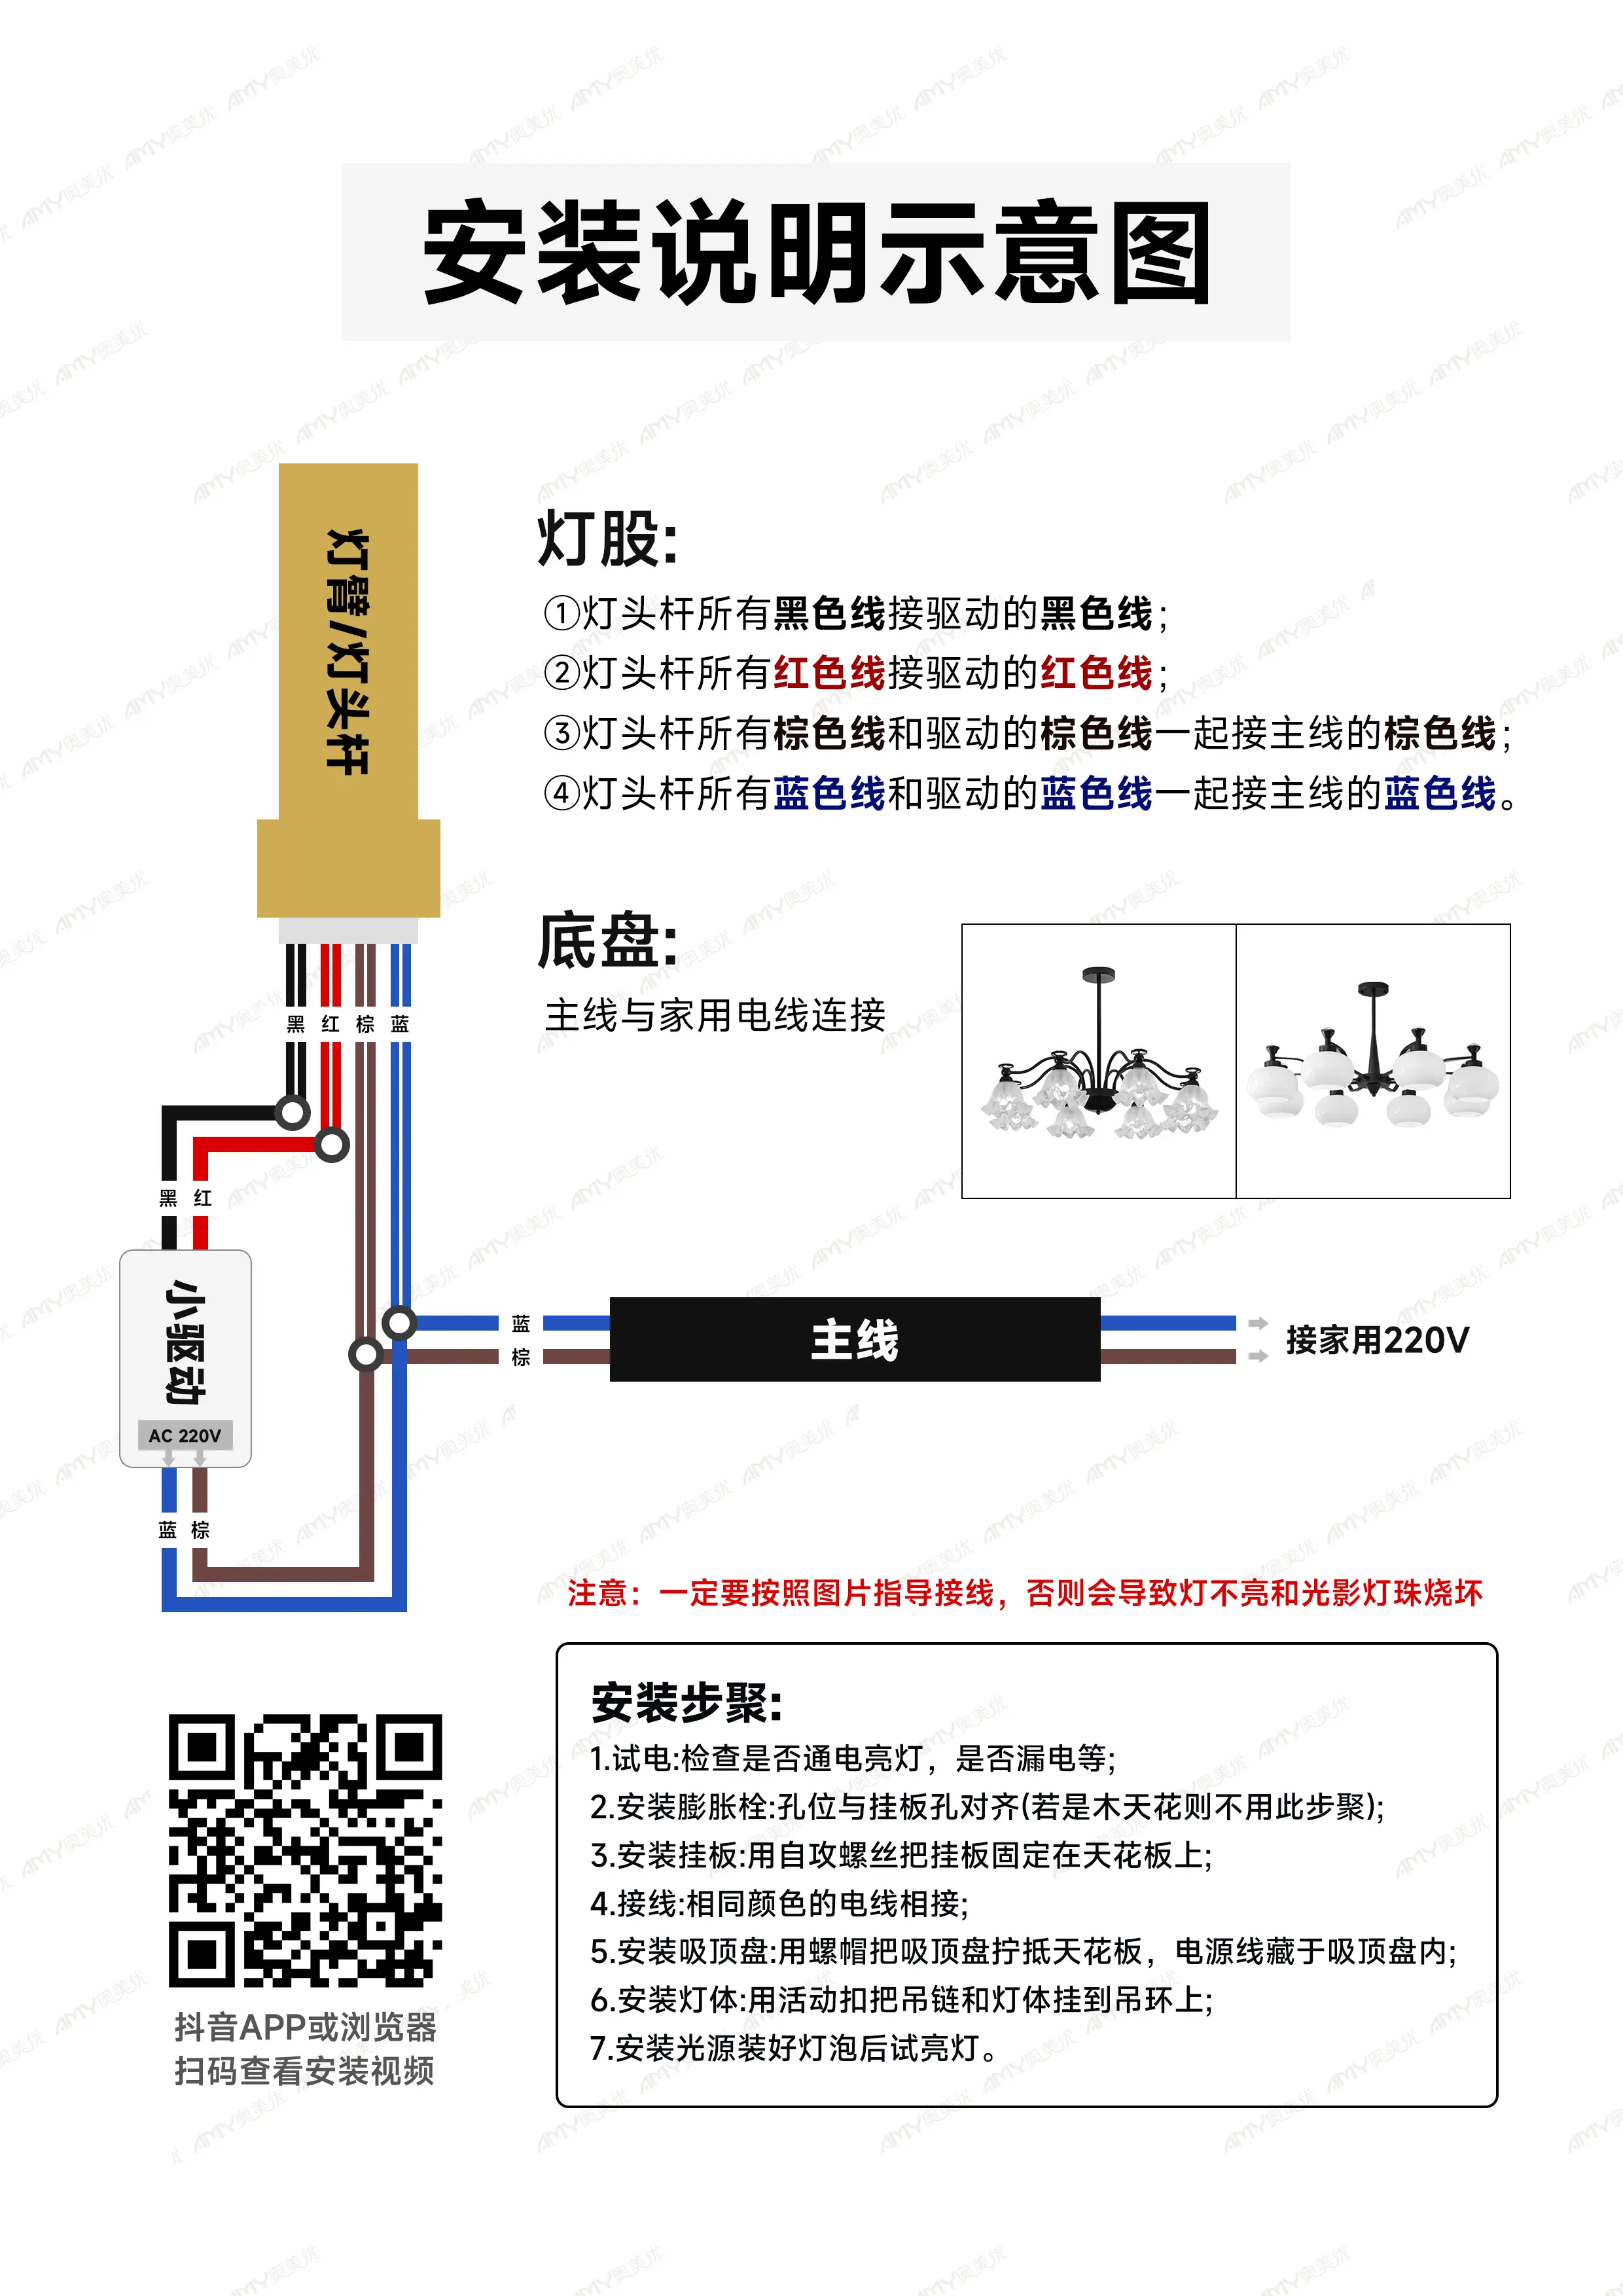 安装说明示意图
灯臂/灯头杆
灯股:
①灯头杆所有黑色线接驱动的黑色线;
②灯头杆所有红色线接驱动的红色线;
③灯头杆所有棕色线和驱动的棕色线一起接主线的棕色线;
④灯头杆所有蓝色线和驱动的蓝色线一起接主线的蓝色线。
底盘:
主线与家用电线连接
黑 红 棕 蓝
黑 红
小驱动
AC 220V
蓝 棕
蓝
棕
主线
接家用220V
注意：一定要按照图片指导接线，否则会导致灯不亮和光影灯珠烧坏
安装步聚:
1.试电:检查是否通电亮灯，是否漏电等;
2.安装膨胀栓:孔位与挂板孔对齐(若是木天花则不用此步聚);
3.安装挂板:用自攻螺丝把挂板固定在天花板上;
4.接线:相同颜色的电线相接;
5.安装吸顶盘:用螺帽把吸顶盘拧抵天花板，电源线藏于吸顶盘内;
6.安装灯体:用活动扣把吊链和灯体挂到吊环上;
7.安装光源装好灯泡后试亮灯。
抖音APP或浏览器
扫码查看安装视频
AMY奥美优